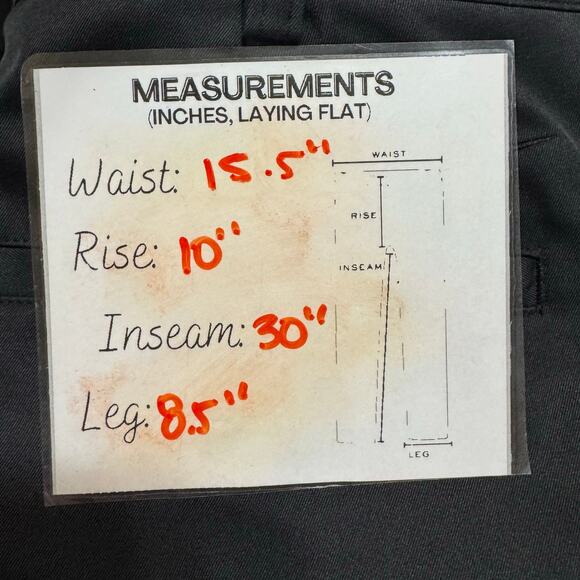 MEASUREMENTS
(INCHES, LAYING FLAT)
Waist: 15.5"
Rise: 10"
Inseam: 30"
Leg: 8.5"
WAIST
RISE
INSEAM
LEG